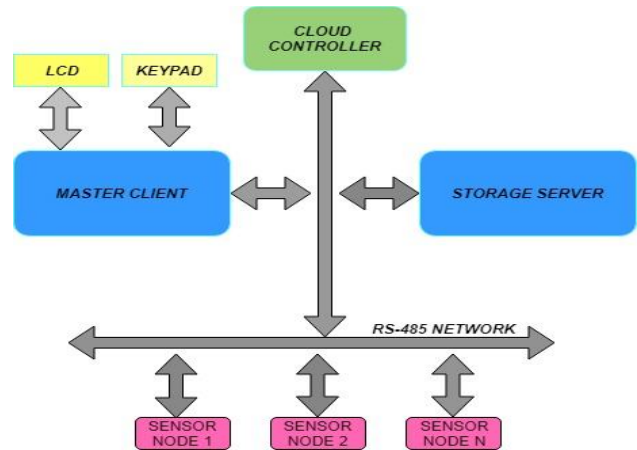 CLOUD
CONTROLLER
LCD
KEYPAD
MASTER CLIENT
STORAGE SERVER
RS-485 NETWORK
SENSOR
NODE 1
SENSOR
NODE 2
SENSOR
NODE N